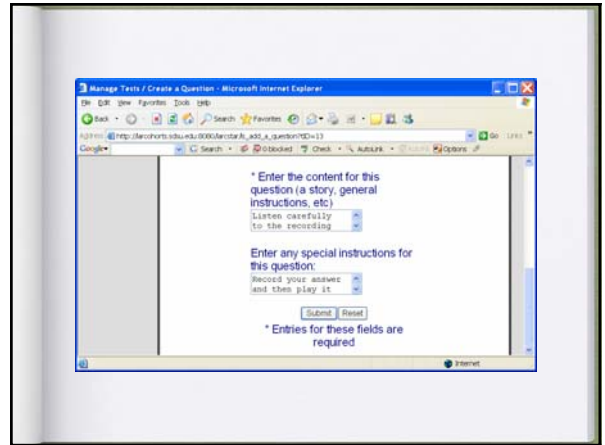 Manage Tests / Create a Question - Microsoft Internet Explorer
File Edit View Favorites Tools Help
Back Search Favorites
Address Go Links
Google Search 0 blocked Check AutoLink Options
* Enter the content for this
question (a story, general
instructions, etc)
Listen carefully
to the recording
Enter any special instructions for
this question:
Record your answer
and then play it
Submit Reset
* Entries for these fields are
required
Internet